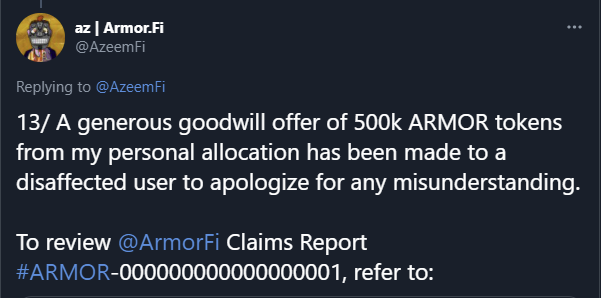 az | Armor.Fi
@AzeemFi
Replying to @AzeemFi
13/ A generous goodwill offer of 500k ARMOR tokens
from my personal allocation has been made to a
disaffected user to apologize for any misunderstanding.
To review @ArmorFi Claims Report
#ARMOR-000000000000000001, refer to: